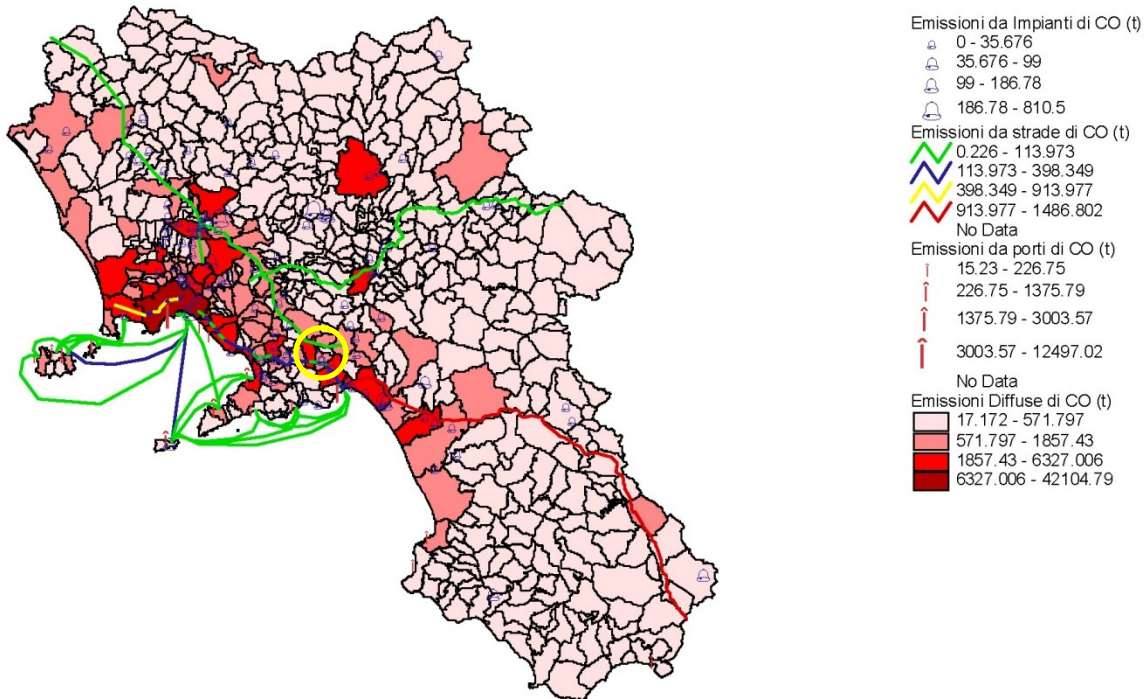 Emissioni da Impianti di CO (t)
0 - 35.676
35.676 - 99
99 - 186.78
186.78 - 810.5
Emissioni da strade di CO (t)
0.226 - 113.973
113.973 - 398.349
398.349 - 913.977
913.977 - 1486.802
No Data
Emissioni da porti di CO (t)
15.23 - 226.75
226.75 - 1375.79
1375.79 - 3003.57
3003.57 - 12497.02
No Data
Emissioni Diffuse di CO (t)
17.172 - 571.797
571.797 - 1857.43
1857.43 - 6327.006
6327.006 - 42104.79